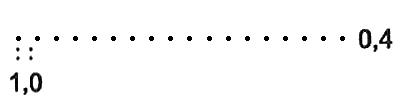 . . . . . . . . . . . . . . . . . . 0,4
: :
1,0